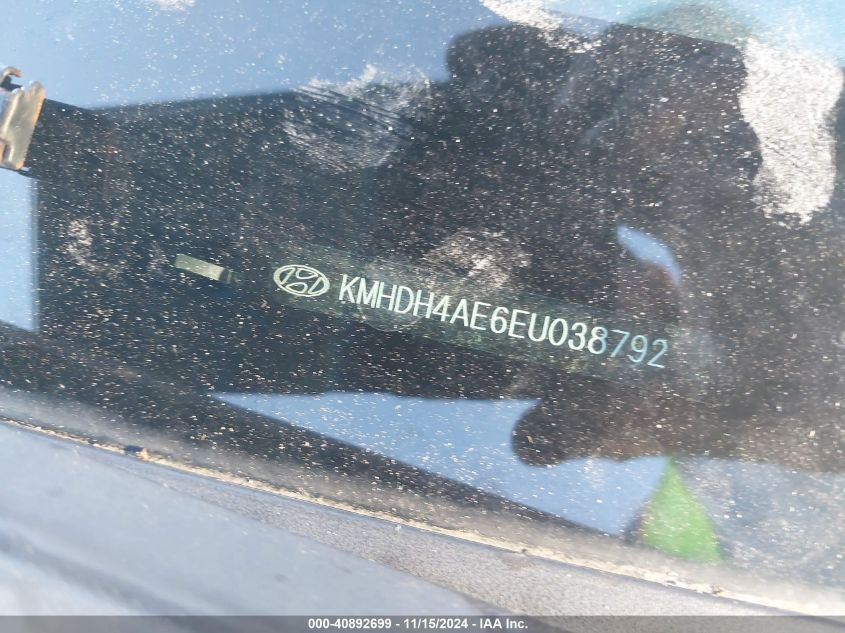 KMHDH4AE6EU038792
000-40892699 - 11/15/2024 - IAA Inc.